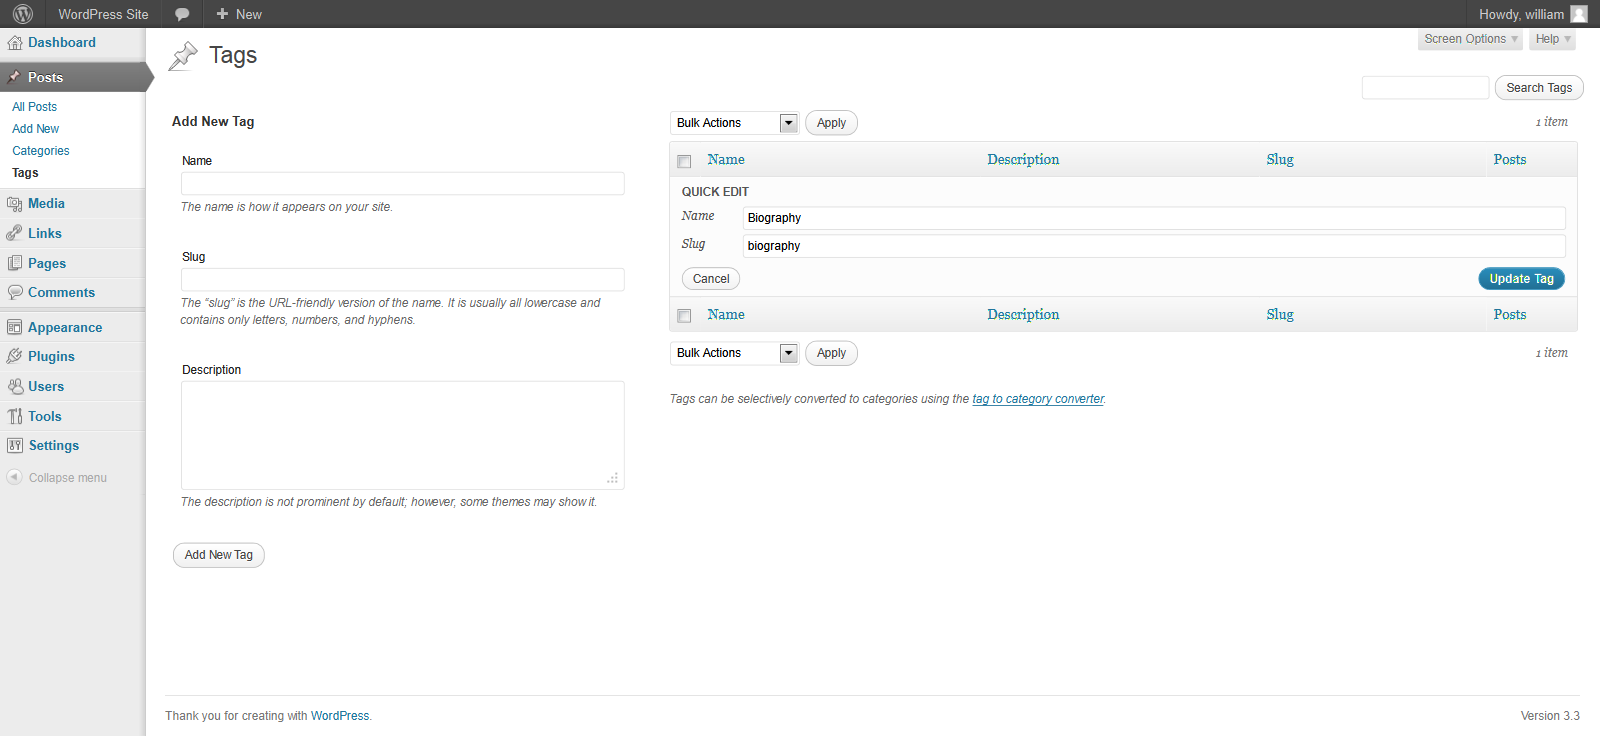 WordPress Site
New
Howdy, william
Dashboard
Posts
All Posts
Add New
Categories
Tags
Media
Links
Pages
Comments
Appearance
Plugins
Users
Tools
Settings
Collapse menu
Tags
Screen Options
Help
Search Tags
Add New Tag
Name
The name is how it appears on your site.
Slug
The “slug” is the URL-friendly version of the name. It is usually all lowercase and
contains only letters, numbers, and hyphens.
Description
The description is not prominent by default; however, some themes may show it.
Add New Tag
Bulk Actions Apply 1 item
Name Description Slug Posts
QUICK EDIT
Name Biography
Slug biography
Cancel Update Tag
Name Description Slug Posts
Bulk Actions Apply 1 item
Tags can be selectively converted to categories using the tag to category converter.
Thank you for creating with WordPress. Version 3.3